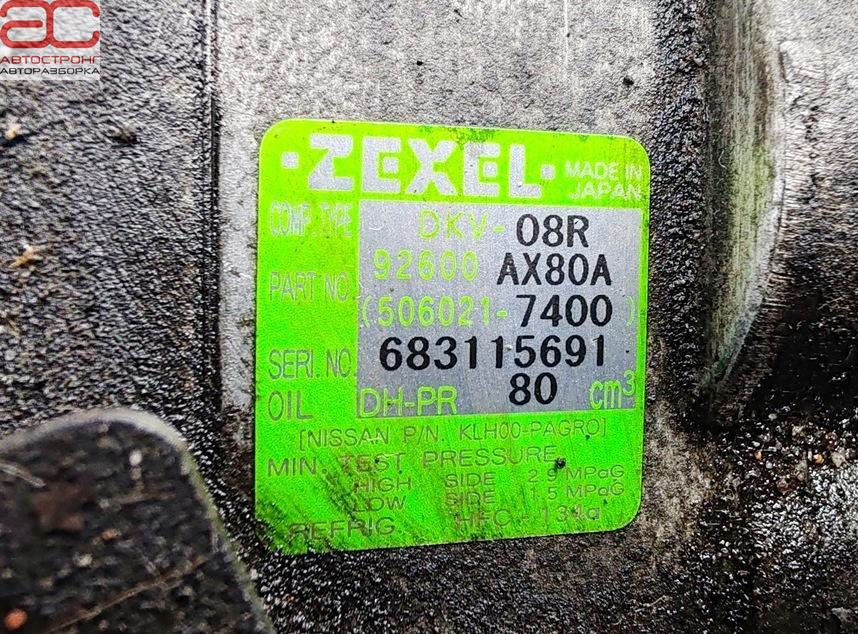 АС
АВТОСТРОНГ
АВТОРАЗБОРКА
·ZEXEL· MADE IN JAPAN
COMP. TYPE DKV-08R
PART NO. 92600 AX80A
(506021-7400)
SERI. NO. 683115691
OIL DH-PR 80 cm³
[NISSAN P/N. KLH00-PAGRO]
MIN. TEST PRESSURE
HIGH SIDE 2.9 MPaG
LOW SIDE 1.5 MPaG
REFRIG HFC-134a